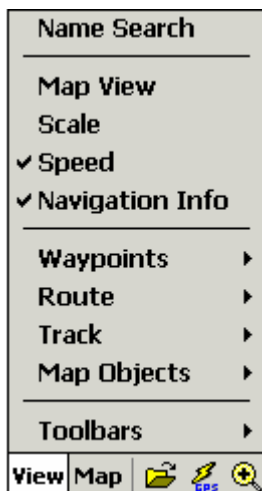 Name Search
Map View
Scale
Speed
Navigation Info
Waypoints
Route
Track
Map Objects
Toolbars
View Map GPS